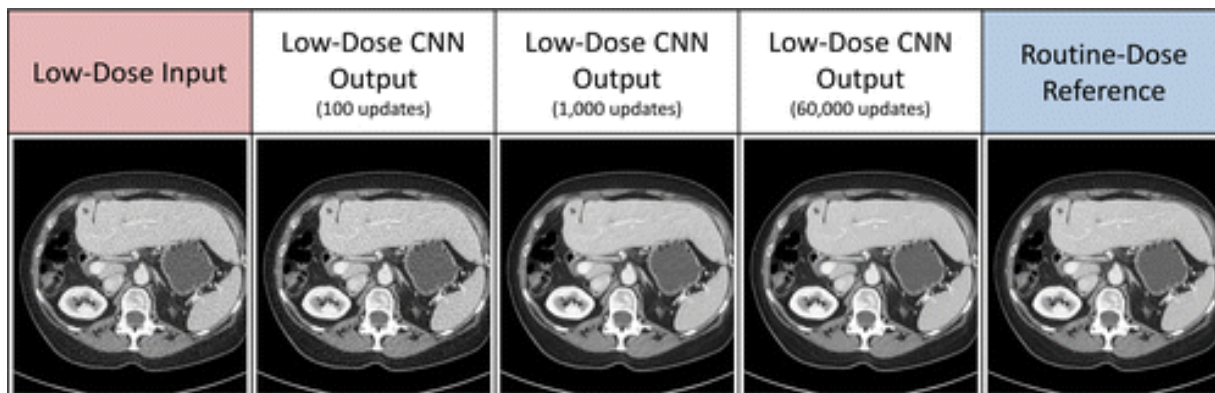 Low-Dose Input
Low-Dose CNN
Output
(100 updates)
Low-Dose CNN
Output
(1,000 updates)
Low-Dose CNN
Output
(60,000 updates)
Routine-Dose
Reference